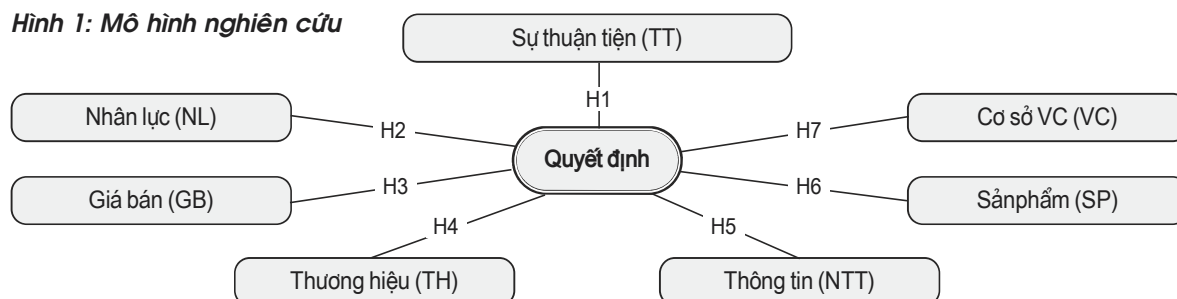 Hình 1: Mô hình nghiên cứu
Sự thuận tiện (TT)
H1
Nhân lực (NL)
H2
H7
Cơ sở VC (VC)
Quyết định
Giá bán (GB)
H3
H6
Sảnphẩm (SP)
H4
H5
Thương hiệu (TH)
Thông tin (NTT)